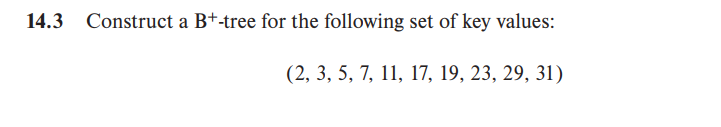 14.3 Construct a B⁺-tree for the following set of key values:
(2, 3, 5, 7, 11, 17, 19, 23, 29, 31)